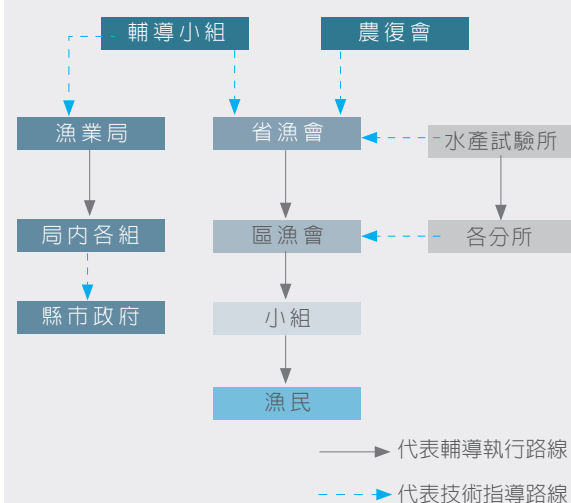 輔導小組
農復會
漁業局
省漁會
水產試驗所
局內各組
區漁會
各分所
縣市政府
小組
漁民
代表輔導執行路線
代表技術指導路線